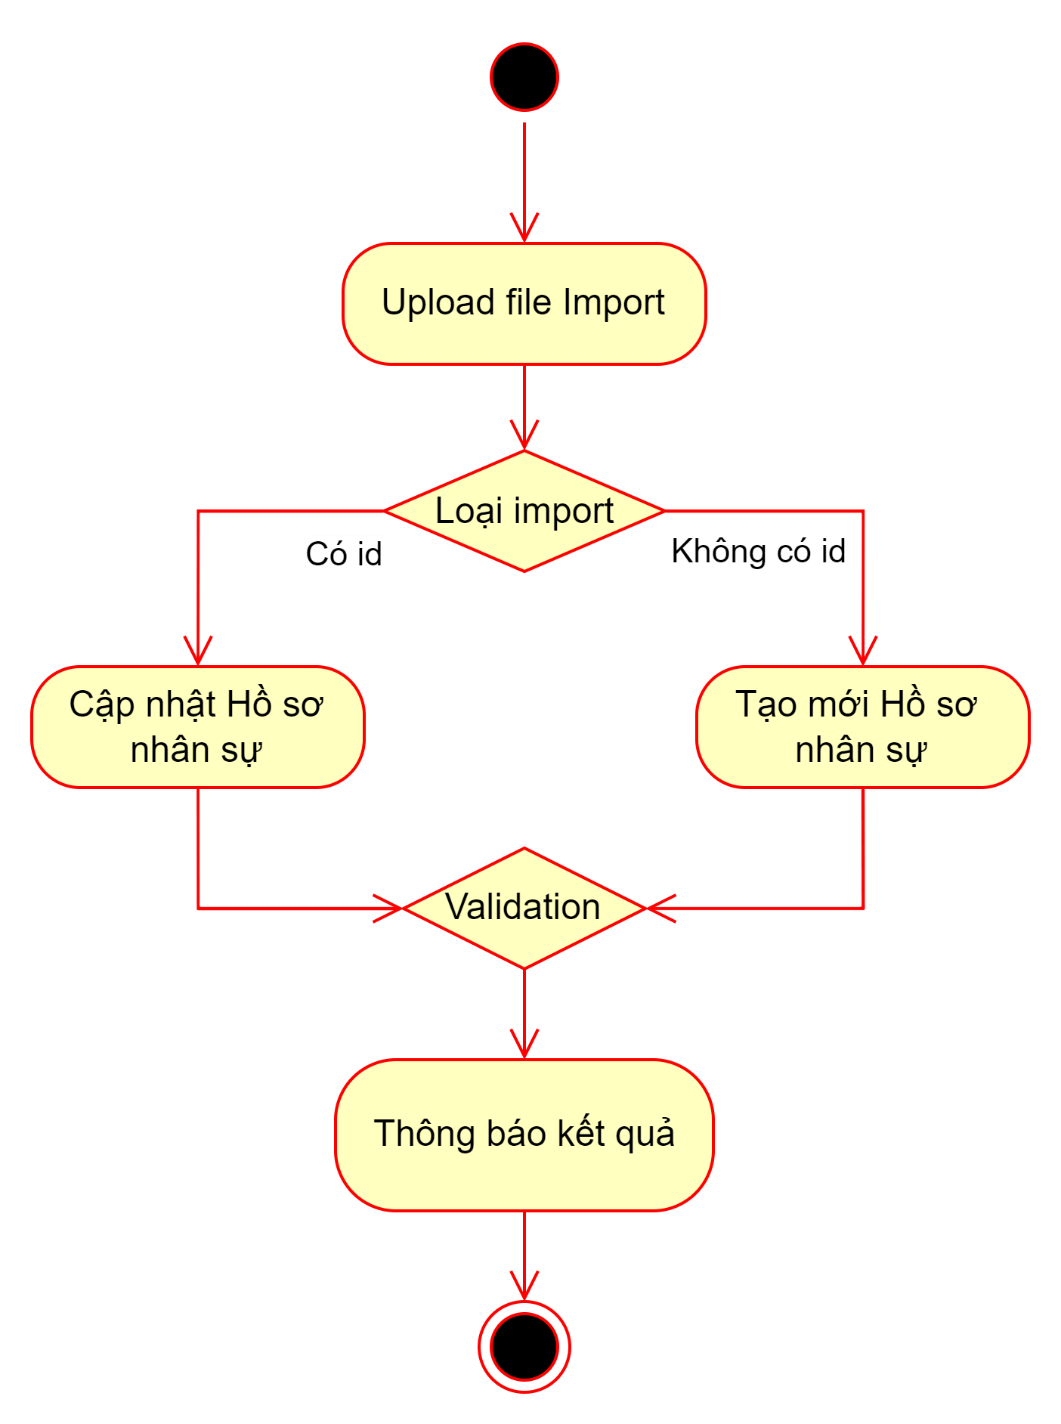 Upload file Import
Loại import
Có id
Không có id
Cập nhật Hồ sơ
nhân sự
Tạo mới Hồ sơ
nhân sự
Validation
Thông báo kết quả